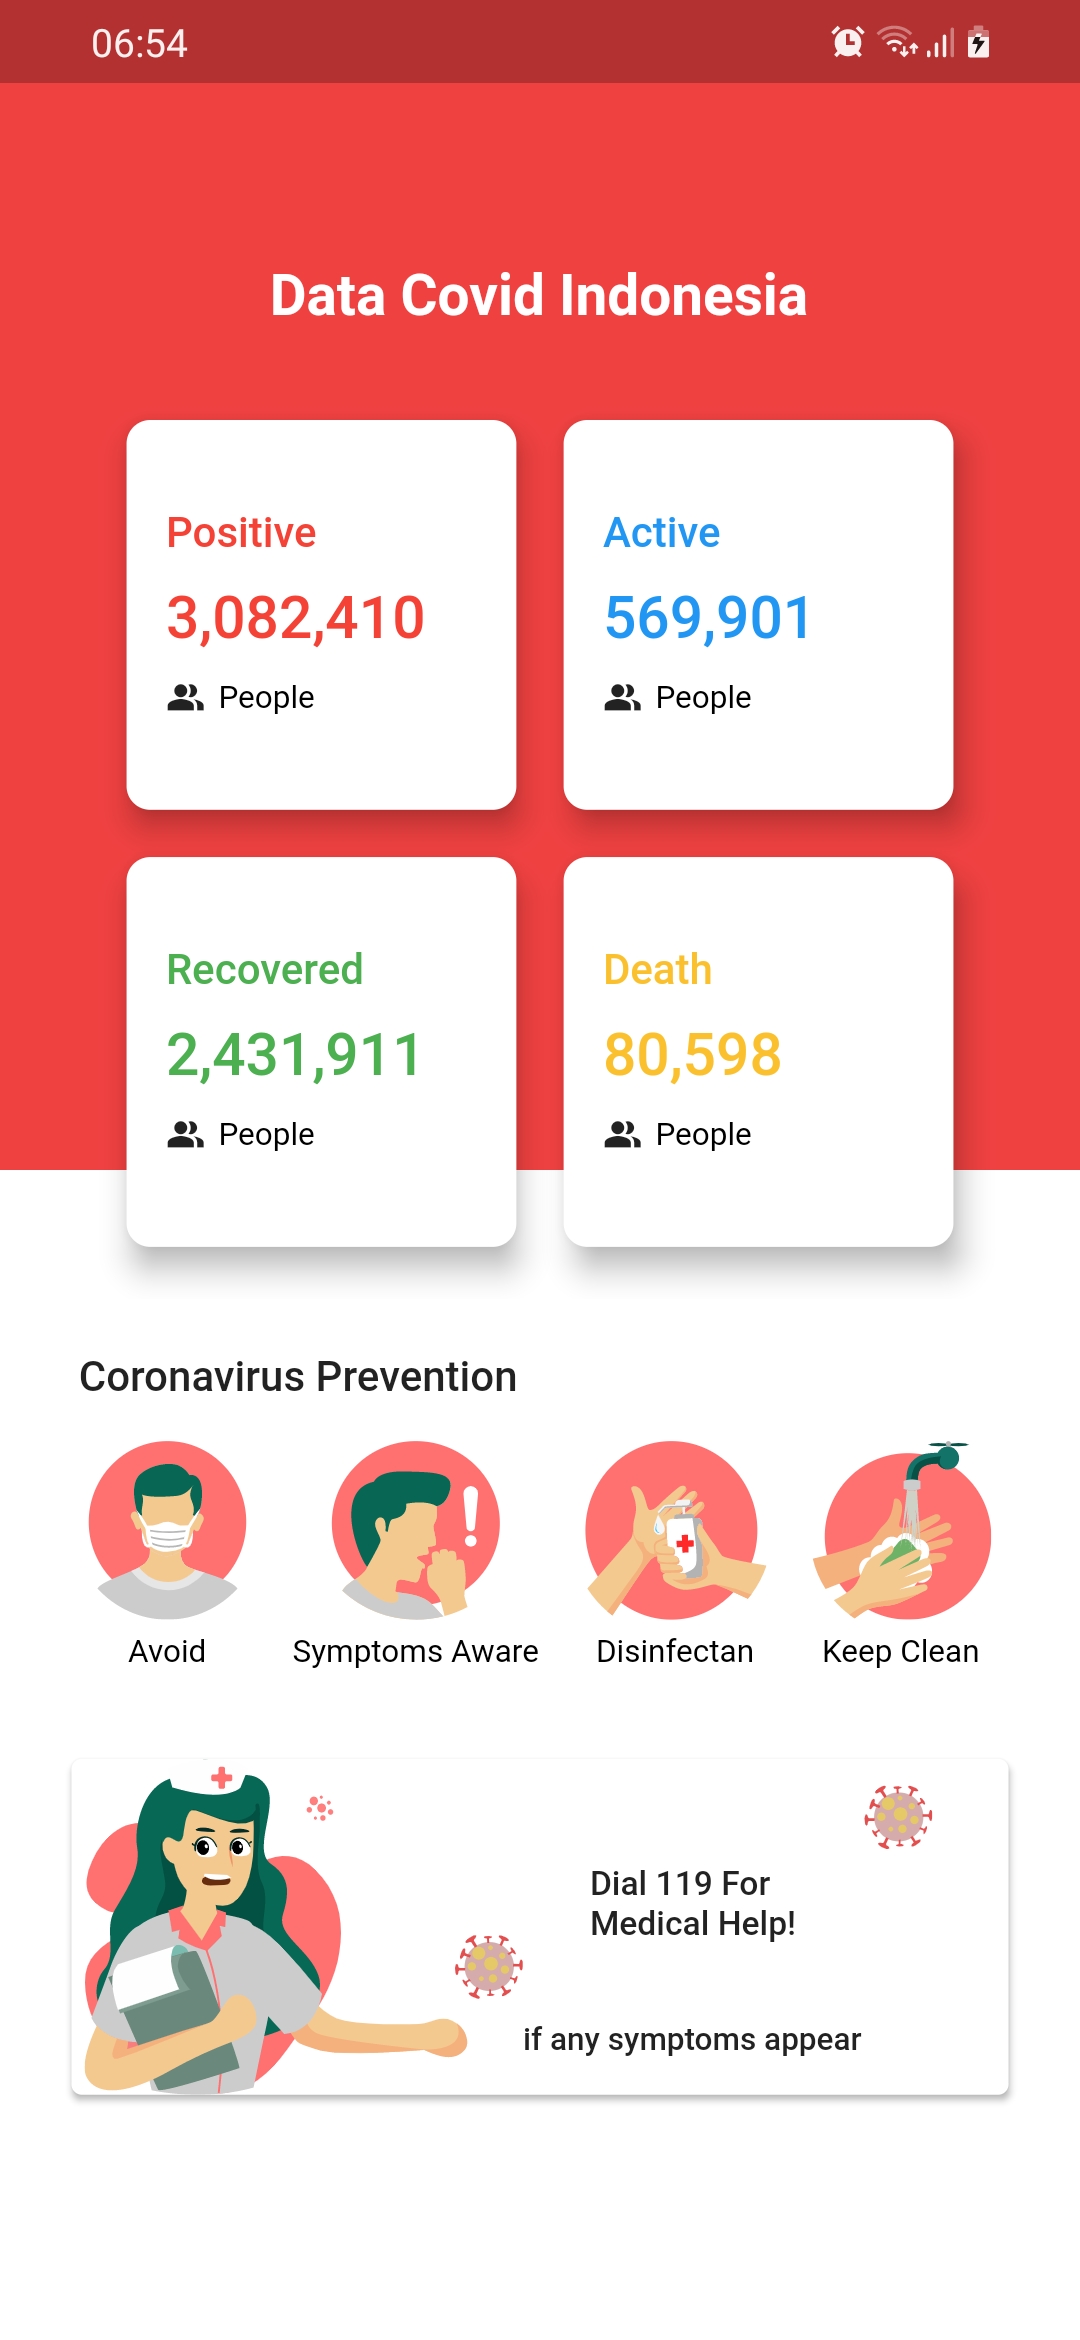 06:54
Data Covid Indonesia
Positive
3,082,410
People
Active
569,901
People
Recovered
2,431,911
People
Death
80,598
People
Coronavirus Prevention
Avoid
Symptoms Aware
Disinfectan
Keep Clean
Dial 119 For
Medical Help!
if any symptoms appear